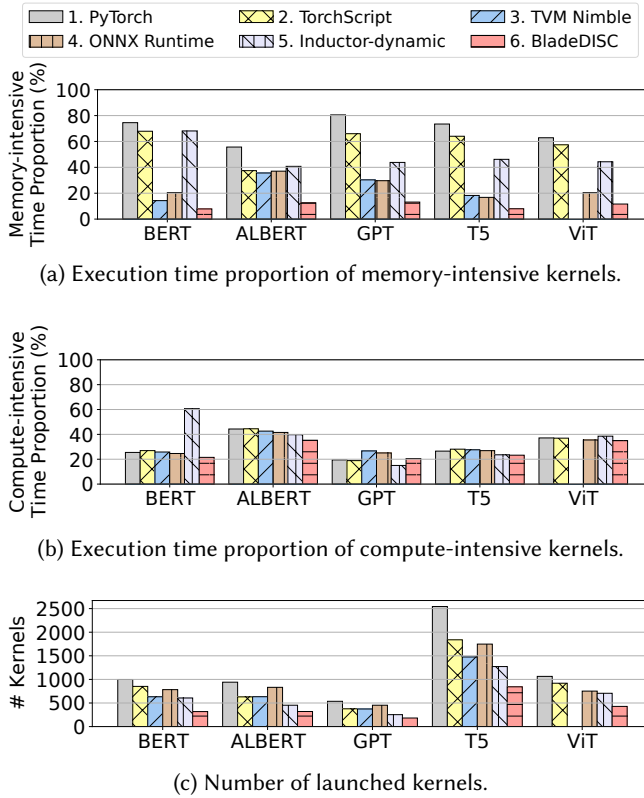 1. PyTorch 2. TorchScript 3. TVM Nimble
4. ONNX Runtime 5. Inductor-dynamic 6. BladeDISC
Memory-intensive
Time Proportion (%)
100
80
60
40
20
0
BERT ALBERT GPT T5 ViT
(a) Execution time proportion of memory-intensive kernels.
Compute-intensive
Time Proportion (%)
100
80
60
40
20
0
BERT ALBERT GPT T5 ViT
(b) Execution time proportion of compute-intensive kernels.
# Kernels
2500
2000
1500
1000
500
0
BERT ALBERT GPT T5 ViT
(c) Number of launched kernels.